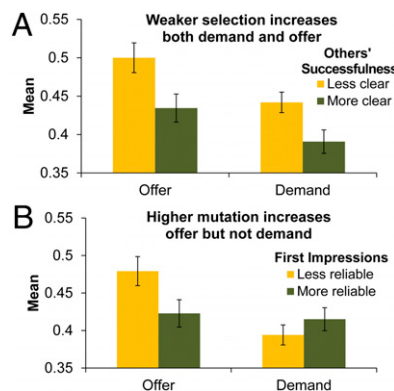 A
Weaker selection increases
both demand and offer
Others'
Successfulness
Less clear
More clear
Mean
0.55
0.5
0.45
0.4
0.35
Offer
Demand
B
Higher mutation increases
offer but not demand
First Impressions
Less reliable
More reliable
Mean
0.55
0.5
0.45
0.4
0.35
Offer
Demand